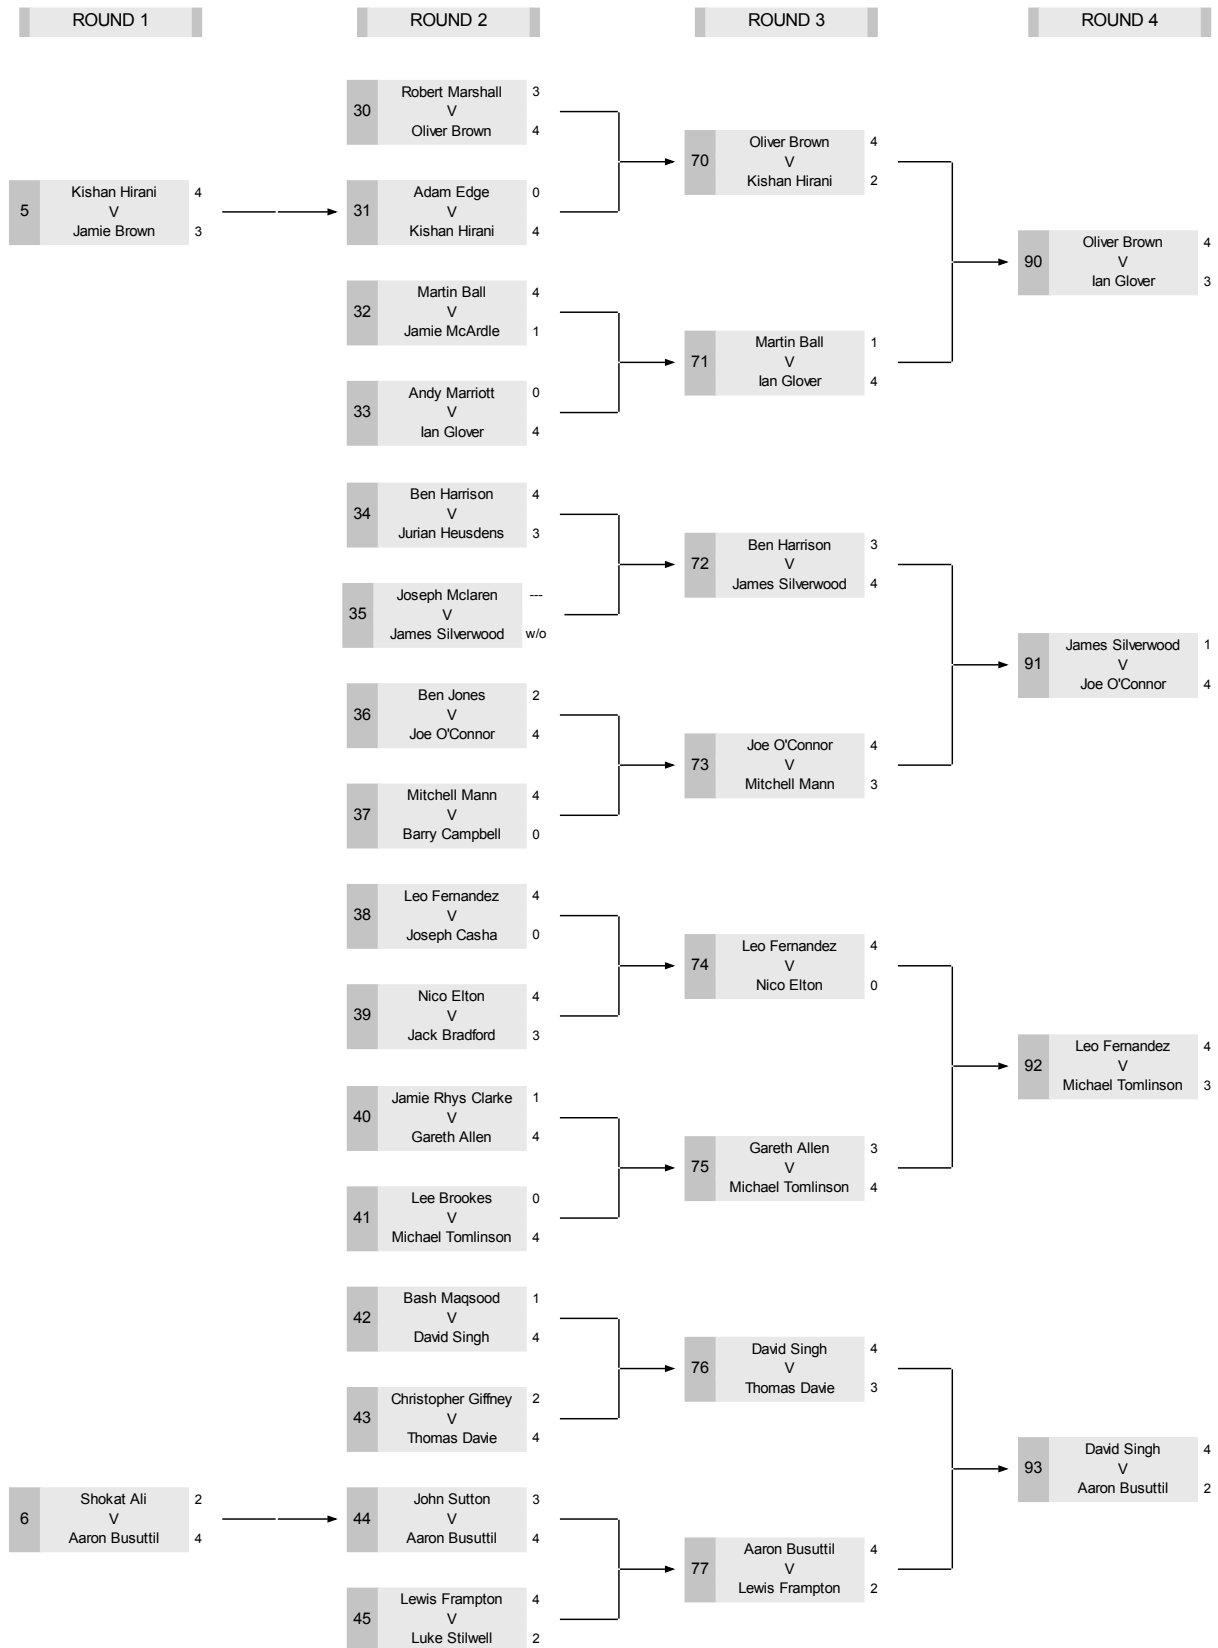 ROUND 1
ROUND 2
ROUND 3
ROUND 4
5
Kishan Hirani 4
V
Jamie Brown 3
6
Shokat Ali 2
V
Aaron Busuttil 4
30
Robert Marshall 3
V
Oliver Brown 4
31
Adam Edge 0
V
Kishan Hirani 4
32
Martin Ball 4
V
Jamie McArdle 1
33
Andy Marriott 0
V
Ian Glover 4
34
Ben Harrison 4
V
Jurian Heusdens 3
35
Joseph Mclaren ---
V
James Silverwood w/o
36
Ben Jones 2
V
Joe O'Connor 4
37
Mitchell Mann 4
V
Barry Campbell 0
38
Leo Fernandez 4
V
Joseph Casha 0
39
Nico Elton 4
V
Jack Bradford 3
40
Jamie Rhys Clarke 1
V
Gareth Allen 4
41
Lee Brookes 0
V
Michael Tomlinson 4
42
Bash Maqsood 1
V
David Singh 4
43
Christopher Giffney 2
V
Thomas Davie 4
44
John Sutton 3
V
Aaron Busuttil 4
45
Lewis Frampton 4
V
Luke Stilwell 2
70
Oliver Brown 4
V
Kishan Hirani 2
71
Martin Ball 1
V
Ian Glover 4
72
Ben Harrison 3
V
James Silverwood 4
73
Joe O'Connor 4
V
Mitchell Mann 3
74
Leo Fernandez 4
V
Nico Elton 0
75
Gareth Allen 3
V
Michael Tomlinson 4
76
David Singh 4
V
Thomas Davie 3
77
Aaron Busuttil 4
V
Lewis Frampton 2
90
Oliver Brown 4
V
Ian Glover 3
91
James Silverwood 1
V
Joe O'Connor 4
92
Leo Fernandez 4
V
Michael Tomlinson 3
93
David Singh 4
V
Aaron Busuttil 2